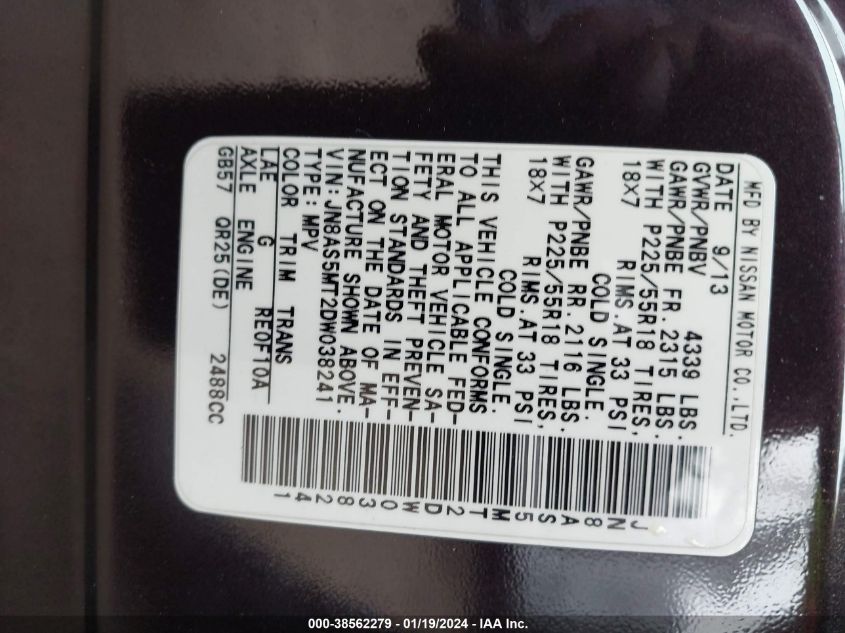 MFD BY NISSAN MOTOR CO.,LTD.
DATE 9/13
GVWR/PNBV 4339 LBS.
GAWR/PNBE FR. 2315 LBS.
WITH P225/55R18 TIRES,
18X7 RIMS.AT 33 PSI
COLD SINGLE.
GAWR/PNBE RR. 2116 LBS.
WITH P225/55R18 TIRES,
18X7 RIMS.AT 33 PSI
COLD SINGLE.
THIS VEHICLE CONFORMS
TO ALL APPLICABLE FED-
ERAL MOTOR VEHICLE SA-
FETY AND THEFT PREVEN-
TION STANDARDS IN EFF-
ECT ON THE DATE OF MA-
NUFACTURE SHOWN ABOVE.
VIN:JN8AS5MT2DW038241
TYPE:MPV
COLOR TRIM TRANS
LAE G RE0F10A
AXLE ENGINE
GB57 QR25(DE) 2488CC
JN8AS5MT2DW038241
000-38562279 - 01/19/2024 - IAA Inc.